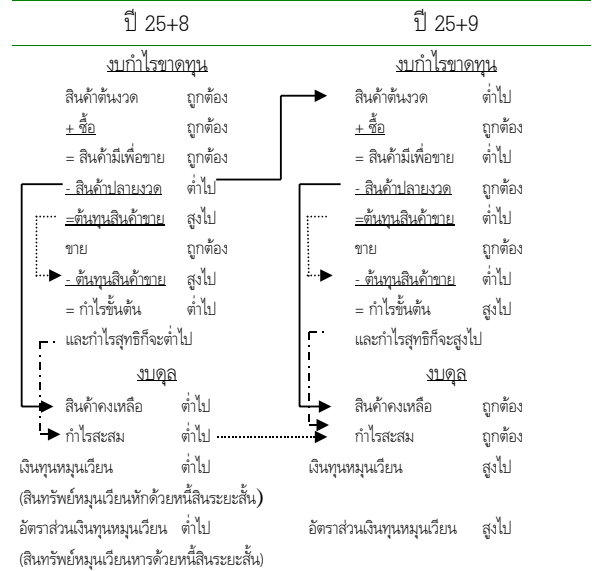 ปี 25+8 ปี 25+9
งบกำไรขาดทุน งบกำไรขาดทุน
สินค้าต้นงวด ถูกต้อง สินค้าต้นงวด ต่ำไป
+ ซื้อ ถูกต้อง + ซื้อ ถูกต้อง
= สินค้ามีเพื่อขาย ถูกต้อง = สินค้ามีเพื่อขาย ต่ำไป
- สินค้าปลายงวด ต่ำไป - สินค้าปลายงวด ถูกต้อง
=ต้นทุนสินค้าขาย สูงไป =ต้นทุนสินค้าขาย ต่ำไป
ขาย ถูกต้อง ขาย ถูกต้อง
- ต้นทุนสินค้าขาย สูงไป - ต้นทุนสินค้าขาย ต่ำไป
= กำไรขั้นต้น ต่ำไป = กำไรขั้นต้น สูงไป
และกำไรสุทธิก็จะต่ำไป และกำไรสุทธิก็จะสูงไป
งบดุล งบดุล
สินค้าคงเหลือ ต่ำไป สินค้าคงเหลือ ถูกต้อง
กำไรสะสม ต่ำไป กำไรสะสม ถูกต้อง
เงินทุนหมุนเวียน ต่ำไป เงินทุนหมุนเวียน สูงไป
(สินทรัพย์หมุนเวียนหักด้วยหนี้สินระยะสั้น)
อัตราส่วนเงินทุนหมุนเวียน ต่ำไป อัตราส่วนเงินทุนหมุนเวียน สูงไป
(สินทรัพย์หมุนเวียนหารด้วยหนี้สินระยะสั้น)